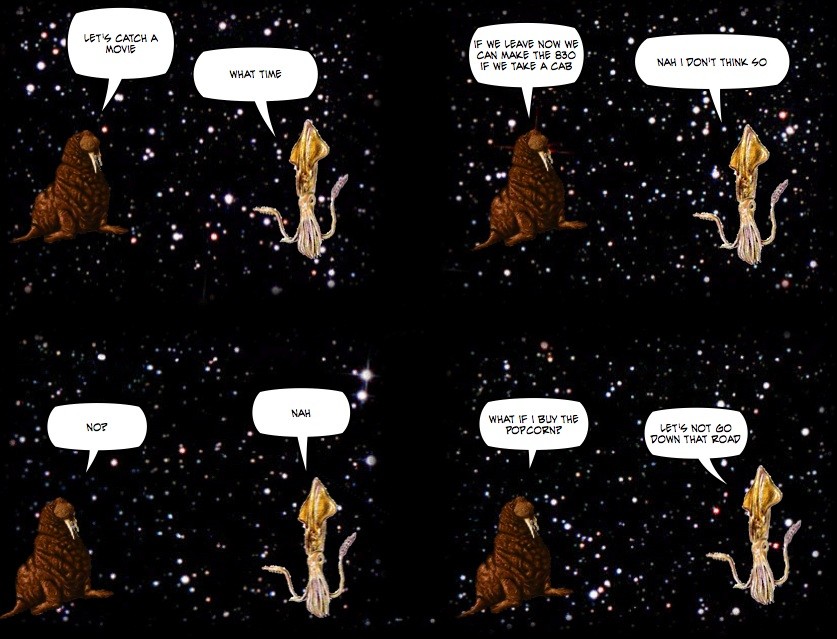 LET'S CATCH A
MOVIE
WHAT TIME
IF WE LEAVE NOW WE
CAN MAKE THE 830
IF WE TAKE A CAB
NAH I DON'T THINK SO
NO?
NAH
WHAT IF I BUY THE
POPCORN?
LET'S NOT GO
DOWN THAT ROAD